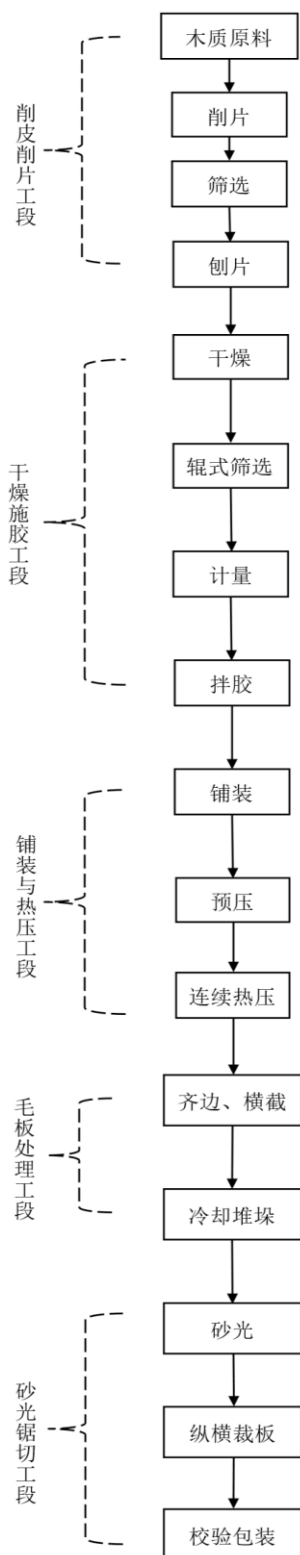 削皮削片工段
木质原料
削片
筛选
刨片
干燥施胶工段
干燥
辊式筛选
计量
拌胶
铺装与热压工段
铺装
预压
连续热压
毛板处理工段
齐边、横截
冷却堆垛
砂光锯切工段
砂光
纵横裁板
校验包装